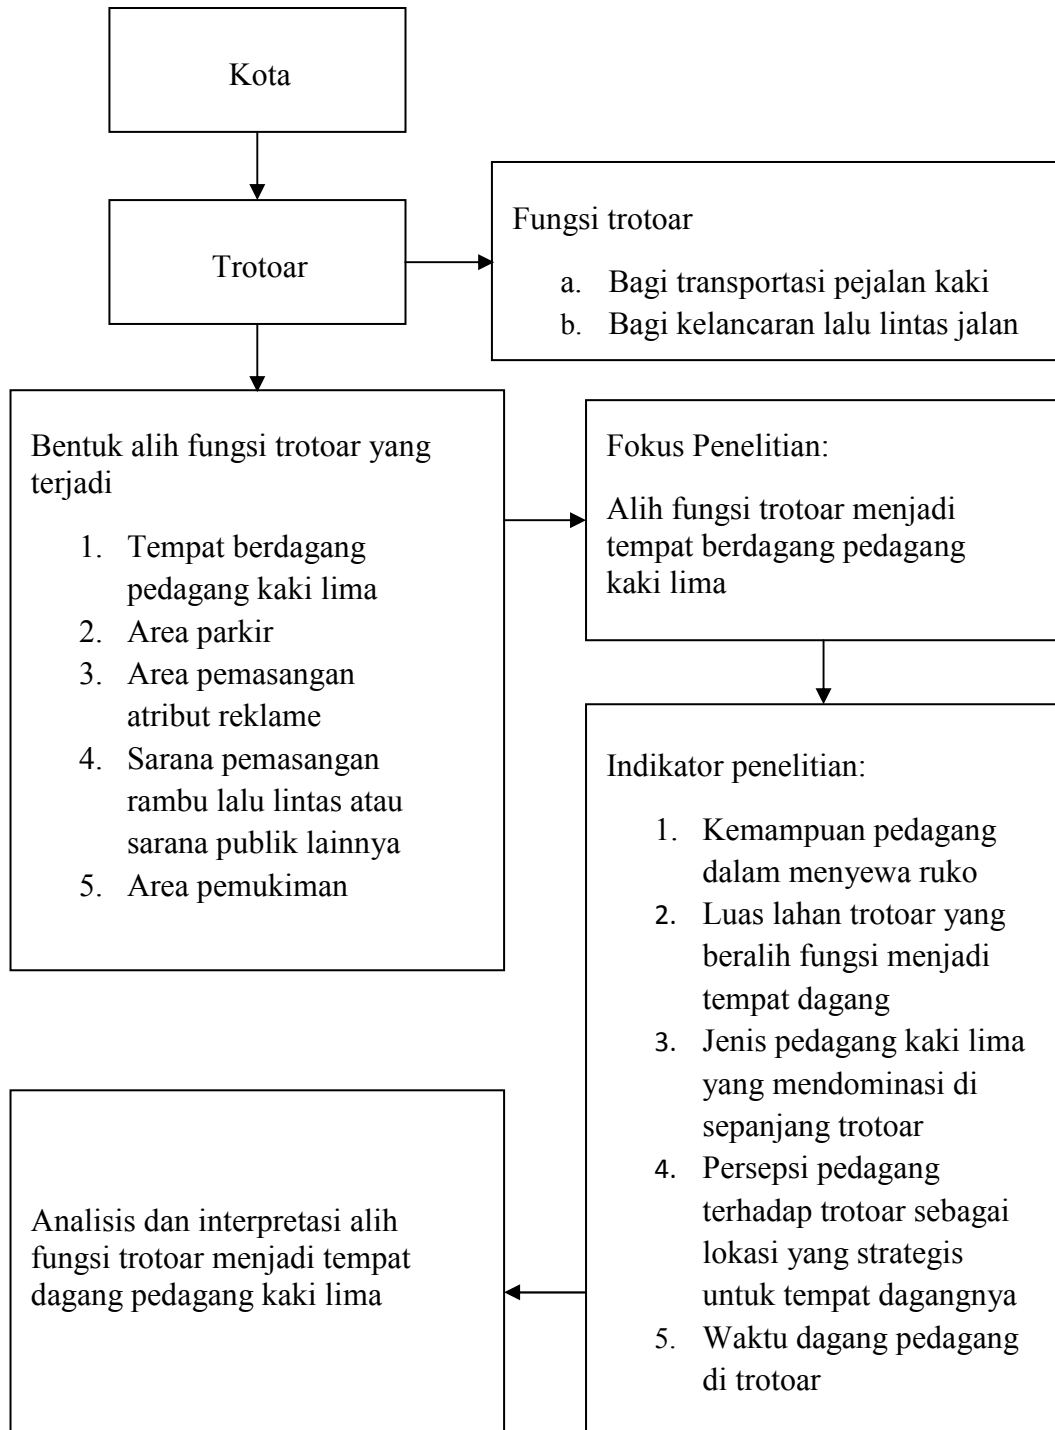 Kota
Trotoar
Fungsi trotoar
a. Bagi transportasi pejalan kaki
b. Bagi kelancaran lalu lintas jalan
Bentuk alih fungsi trotoar yang
terjadi
1. Tempat berdagang
pedagang kaki lima
2. Area parkir
3. Area pemasangan
atribut reklame
4. Sarana pemasangan
rambu lalu lintas atau
sarana publik lainnya
5. Area pemukiman
Fokus Penelitian:
Alih fungsi trotoar menjadi
tempat berdagang pedagang
kaki lima
Indikator penelitian:
1. Kemampuan pedagang
dalam menyewa ruko
2. Luas lahan trotoar yang
beralih fungsi menjadi
tempat dagang
3. Jenis pedagang kaki lima
yang mendominasi di
sepanjang trotoar
4. Persepsi pedagang
terhadap trotoar sebagai
lokasi yang strategis
untuk tempat dagangnya
5. Waktu dagang pedagang
di trotoar
Analisis dan interpretasi alih
fungsi trotoar menjadi tempat
dagang pedagang kaki lima